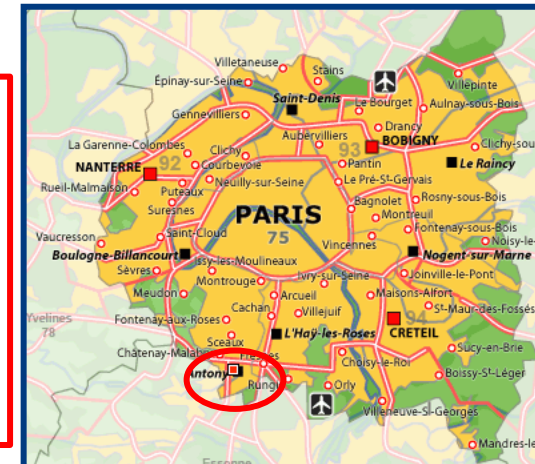 Villetaneuse
Stains
Épinay-sur-Seine
Villepinte
Saint-Denis
Le Bourget
Aulnay-sous-Bois
Gennevilliers
Drancy
Aubervilliers
93
BOBIGNY
La Garenne-Colombes
Clichy
Clichy-sou
92
Courbevoie
Pantin
Le Raincy
NANTERRE
Neuilly-sur-Seine
Le Pré-St-Gervais
Rueil-Malmaison
Puteaux
Bagnolet
Rosny-sous-Bois
Suresnes
PARIS
Montreuil
Saint-Cloud
75
Fontenay-sous-Bois
Vaucresson
Vincennes
Noisy-le-
Boulogne-Billancourt
Issy-les-Moulineaux
Nogent-sur-Marne
Sèvres
Ivry-sur-Seine
Joinville-le-Pont
Montrouge
Meudon
Arcueil
Maisons-Alfort
Cachan
Villejuif
St-Maur-des-Fossés
Yvelines
78
Fontenay-aux-Roses
94
L'Haÿ-les-Roses
CRETEIL
Sceaux
Sucy-en-Brie
Châtenay-Malabry
Fresnes
Choisy-le-Roi
ntony
Rungis
Orly
Boissy-St-Léger
Villeneuve-St-Georges
Mandres-le
Essonne